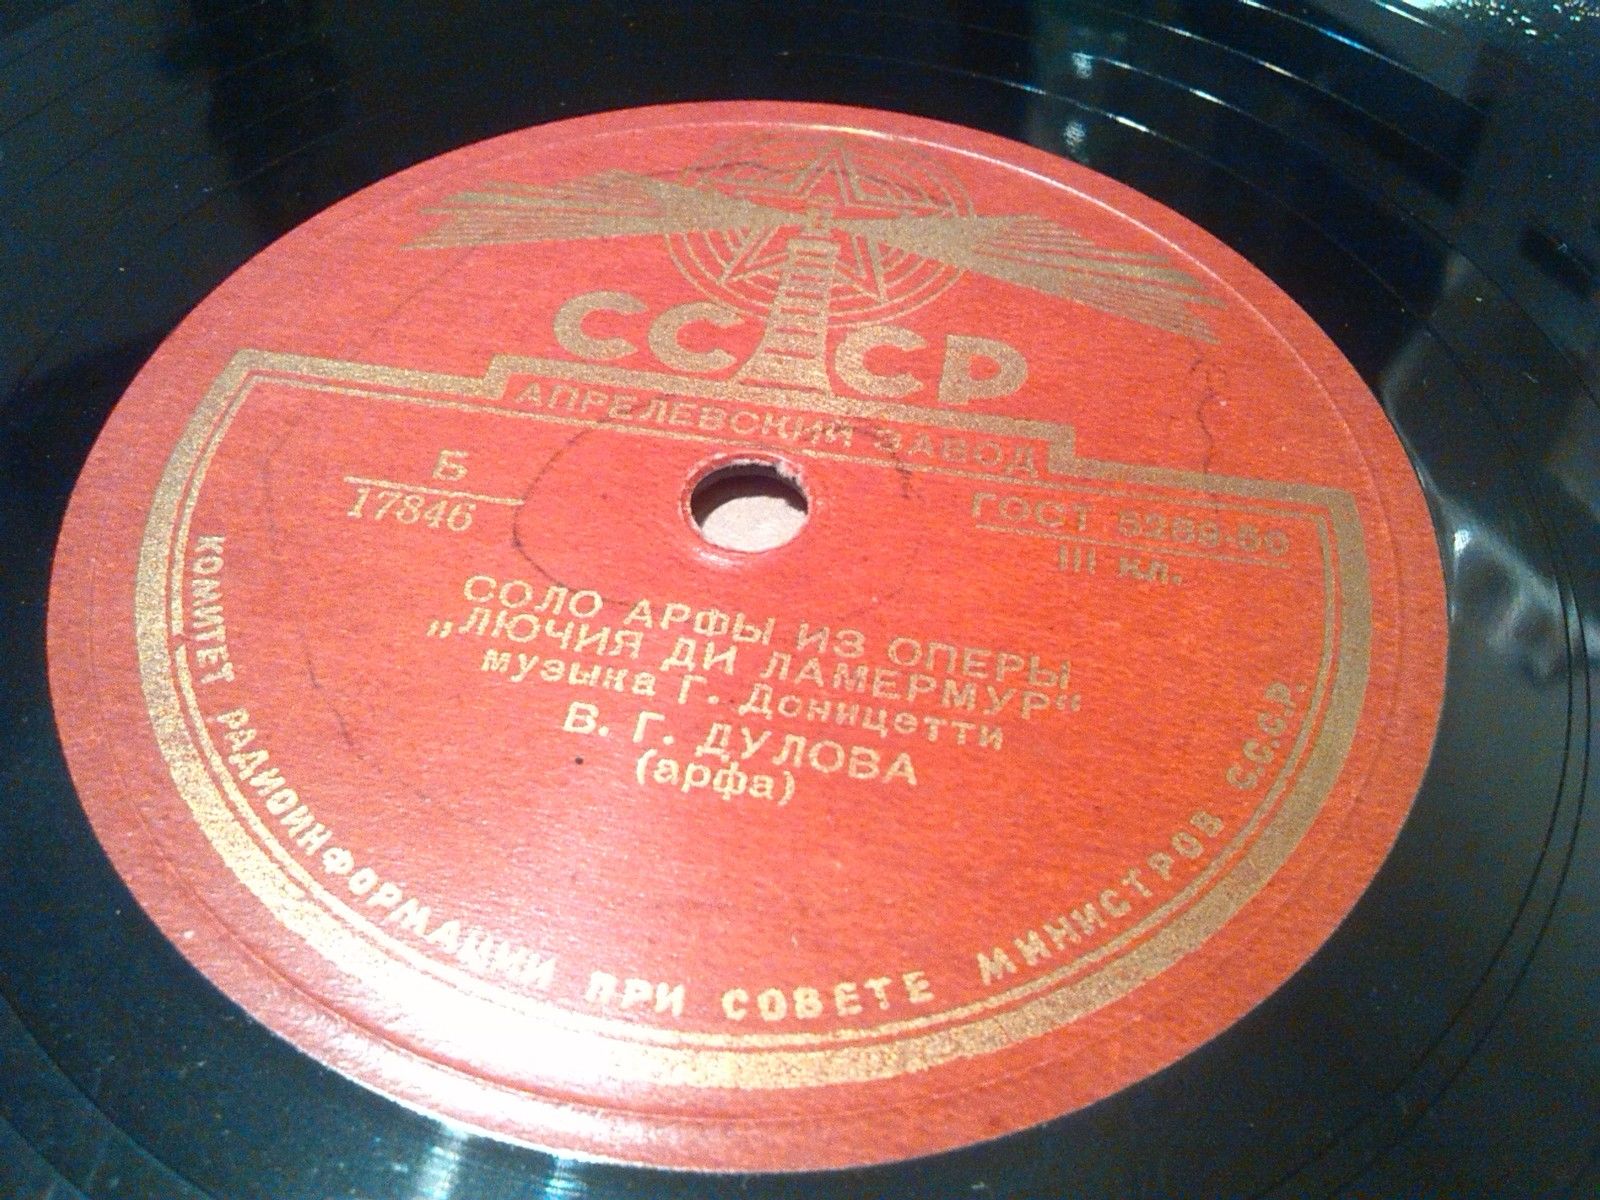 СССР
АПРЕЛЕВСКИЙ ЗАВОД
Б
17846
ГОСТ 5289-50
III кл.
СОЛО АРФЫ ИЗ ОПЕРЫ
„ЛЮЧИЯ ДИ ЛАМЕРМУР“
музыка Г. Доницетти
В. Г. ДУЛОВА
(арфа)
КОМИТЕТ РАДИОИНФОРМАЦИИ ПРИ СОВЕТЕ МИНИСТРОВ С.С.С.Р.